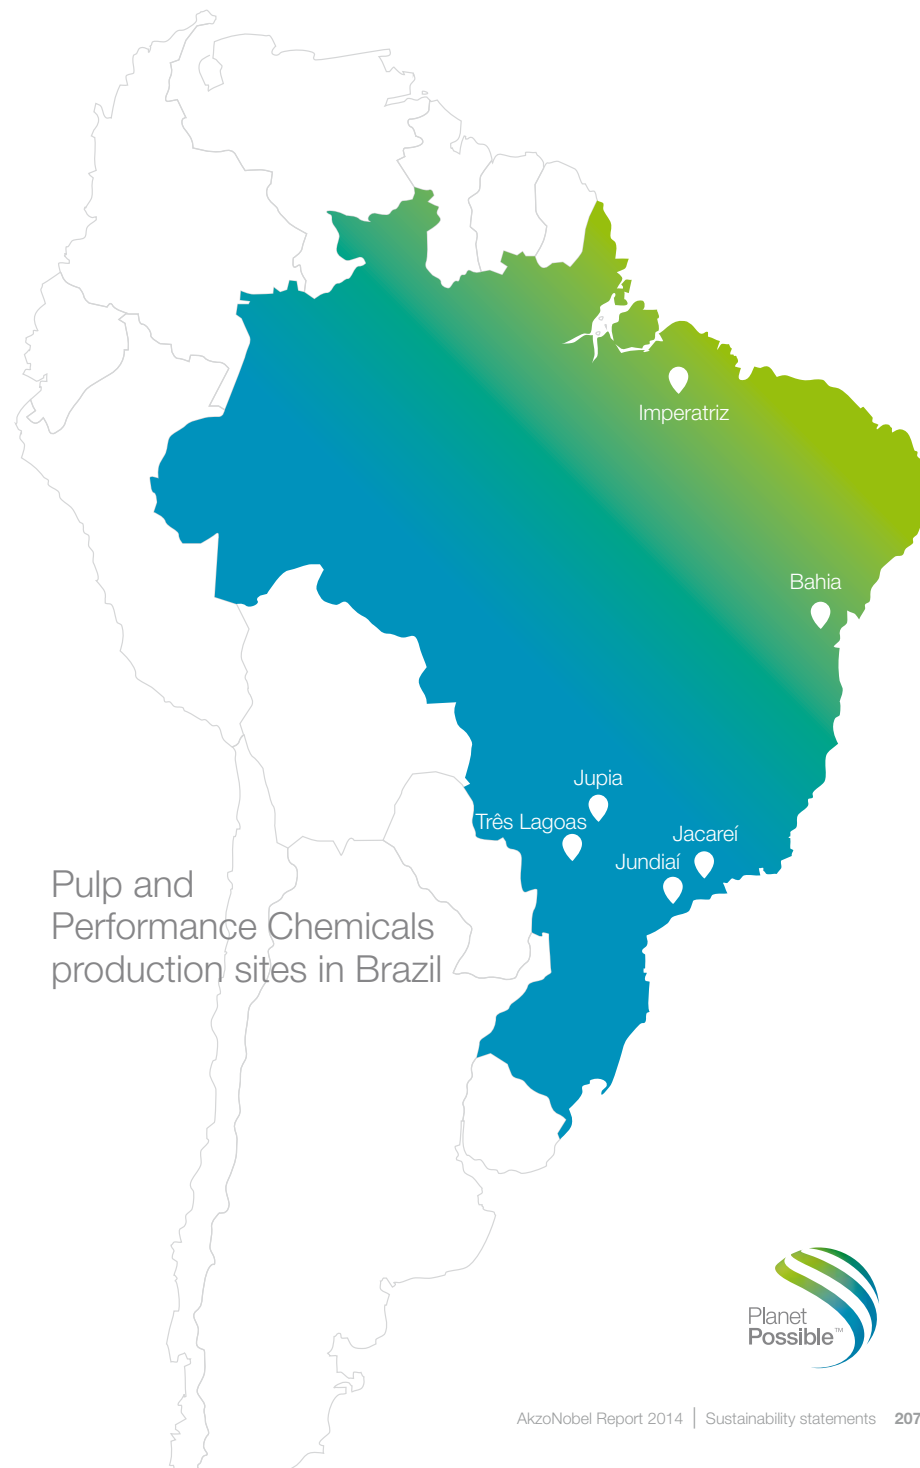 Imperatriz
Bahia
Jupia
Três Lagoas
Jacareí
Jundiaí
Pulp and
Performance Chemicals
production sites in Brazil
Planet
Possible™
AkzoNobel Report 2014 | Sustainability statements 207